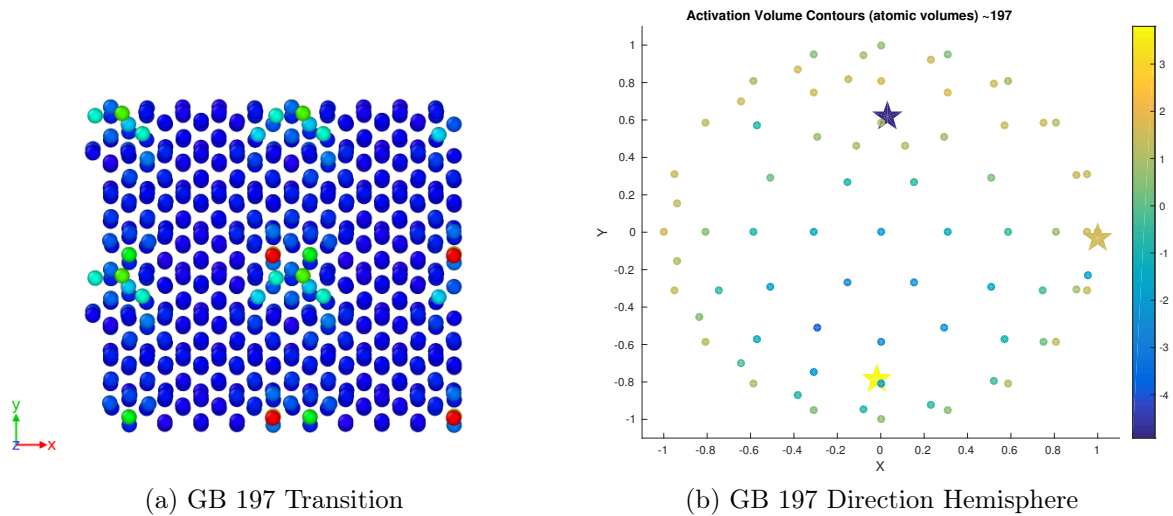 y
z
x
(a) GB 197 Transition
Activation Volume Contours (atomic volumes) ~197
1
0.8
0.6
0.4
0.2
0
-0.2
-0.4
-0.6
-0.8
-1
Y
-1 -0.8 -0.6 -0.4 -0.2 0 0.2 0.4 0.6 0.8 1
X
3
2
1
0
-1
-2
-3
-4
(b) GB 197 Direction Hemisphere